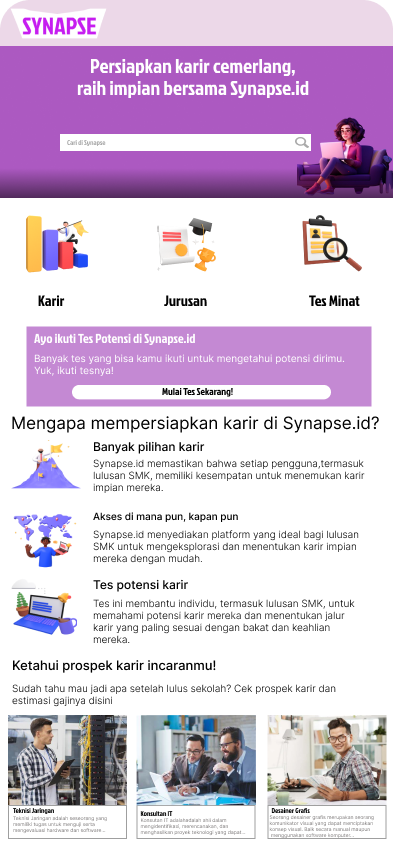 SYNAPSE
Persiapkan karir cemerlang,
raih impian bersama Synapse.id
Cari di Synapse
Karir
Jurusan
Tes Minat
Ayo ikuti Tes Potensi di Synapse.id
Banyak tes yang bisa kamu ikuti untuk mengetahui potensi dirimu.
Yuk, ikuti tesnya!
Mulai Tes Sekarang!
Mengapa mempersiapkan karir di Synapse.id?
Banyak pilihan karir
Synapse.id memastikan bahwa setiap pengguna,termasuk
lulusan SMK, memiliki kesempatan untuk menemukan karir
impian mereka.
Akses di mana pun, kapan pun
Synapse.id menyediakan platform yang ideal bagi lulusan
SMK untuk mengeksplorasi dan menentukan karir impian
mereka dengan mudah.
Tes potensi karir
Tes ini membantu individu, termasuk lulusan SMK, untuk
memahami potensi karir mereka dan menentukan jalur
karir yang paling sesuai dengan bakat dan keahlian
mereka.
Ketahui prospek karir incaranmu!
Sudah tahu mau jadi apa setelah lulus sekolah? Cek prospek karir dan
estimasi gajinya disini
Teknisi Jaringan
Teknisi Jaringan adalah seseorang yang
memiliki tugas untuk menguji serta
mengevaluasi hardware dan software...
Konsultan IT
Konsultan IT adalahadalah ahli dalam
mengidentifikasi, merencanakan, dan
menghasilkan proyek teknologi yang dapat...
Desainer Grafis
Seorang desainer grafis merupakan seorang
komunikator visual yang dapat menciptakan
konsep visual. Baik secara manual maupun
menggunakan software komputer...